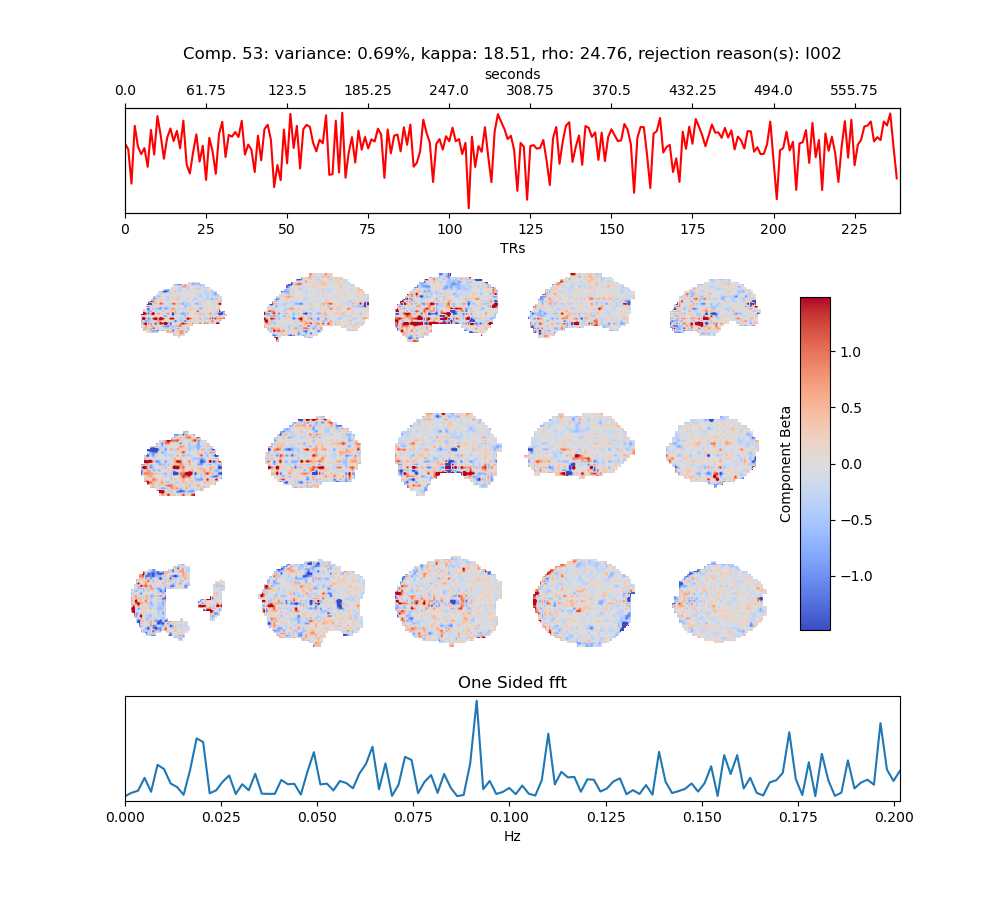 Comp. 53: variance: 0.69%, kappa: 18.51, rho: 24.76, rejection reason(s): I002
seconds
0.0 61.75 123.5 185.25 247.0 308.75 370.5 432.25 494.0 555.75
0 25 50 75 100 125 150 175 200 225
TRs
1.0
0.5
0.0
−0.5
−1.0
Component Beta
One Sided fft
0.000 0.025 0.050 0.075 0.100 0.125 0.150 0.175 0.200
Hz